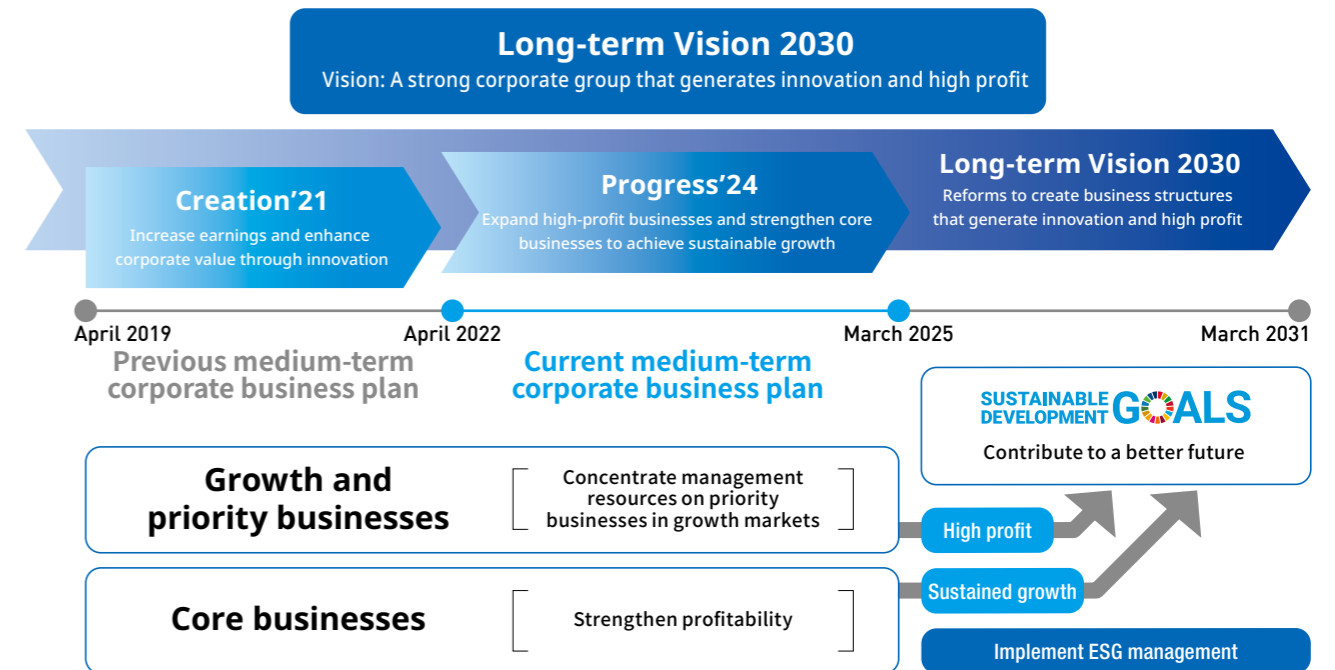 Long-term Vision 2030
Vision: A strong corporate group that generates innovation and high profit
Creation’21
Increase earnings and enhance
corporate value through innovation
Progress’24
Expand high-profit businesses and strengthen core
businesses to achieve sustainable growth
Long-term Vision 2030
Reforms to create business structures
that generate innovation and high profit
April 2019
April 2022
March 2025
March 2031
Previous medium-term
corporate business plan
Current medium-term
corporate business plan
SUSTAINABLE
DEVELOPMENT GOALS
Contribute to a better future
Growth and
priority businesses
Concentrate management
resources on priority
businesses in growth markets
High profit
Core businesses
Strengthen profitability
Sustained growth
Implement ESG management